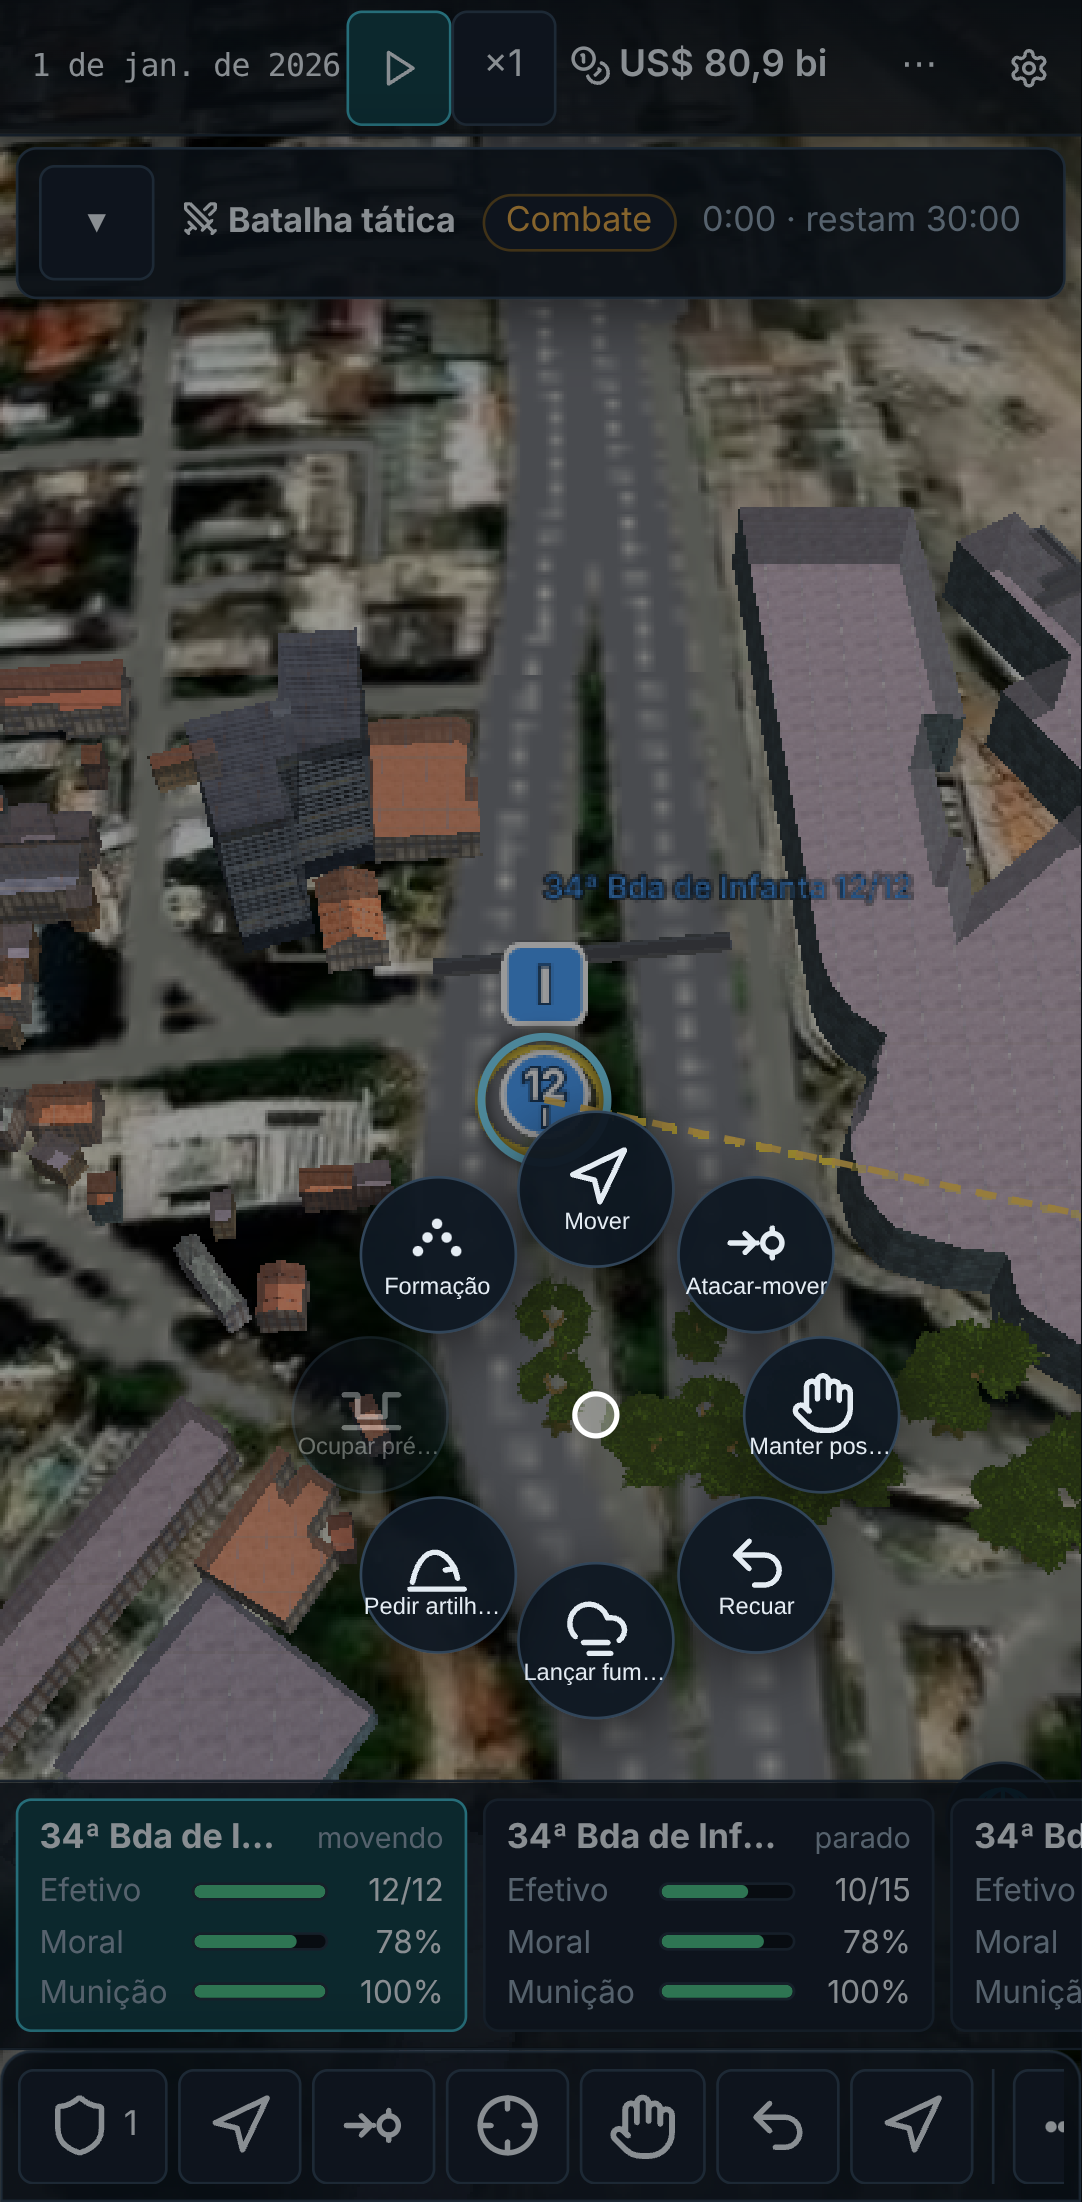 1 de jan. de 2026 ×1 US$ 80,9 bi ...
▼ Batalha tática Combate 0:00 · restam 30:00
34ª Bda de Infanta 12/12
I
12
I
Mover
Formação
Atacar-mover
Ocupar pré...
Manter pos...
Pedir artilh...
Recuar
Lançar fum...
34ª Bda de I... movendo
Efetivo 12/12
Moral 78%
Munição 100%
34ª Bda de Inf... parado
Efetivo 10/15
Moral 78%
Munição 100%
34ª Bd
Efetivo
Moral
Muniçã
1